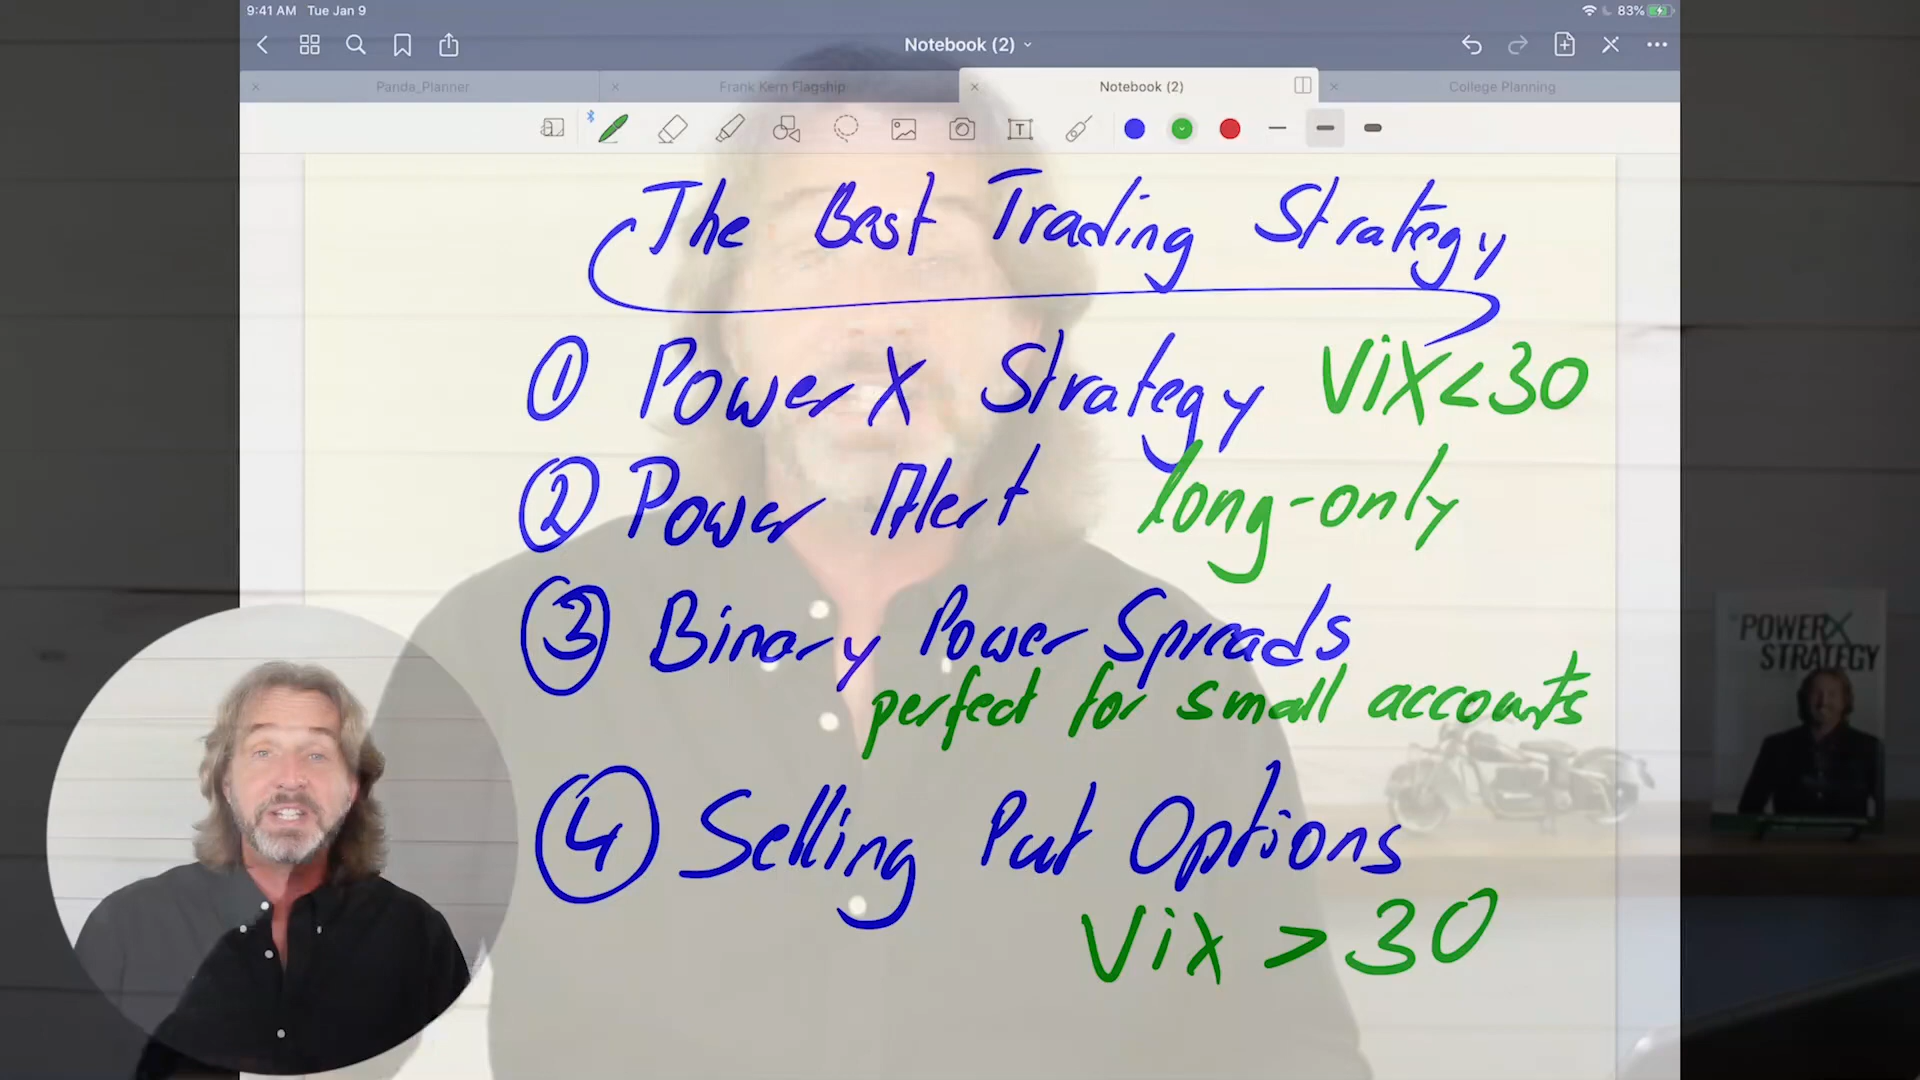 9:41 AM Tue Jan 9
83%
Notebook (2)
Panda_Planner
Frank Kern Flagship
Notebook (2)
College Planning
The Best Trading Strategy
① PowerX Strategy ViX<30
② Power Alert long-only
③ Binary Power Spreads
perfect for small accounts
④ Selling Put Options
Vix > 30
POWERX
STRATEGY